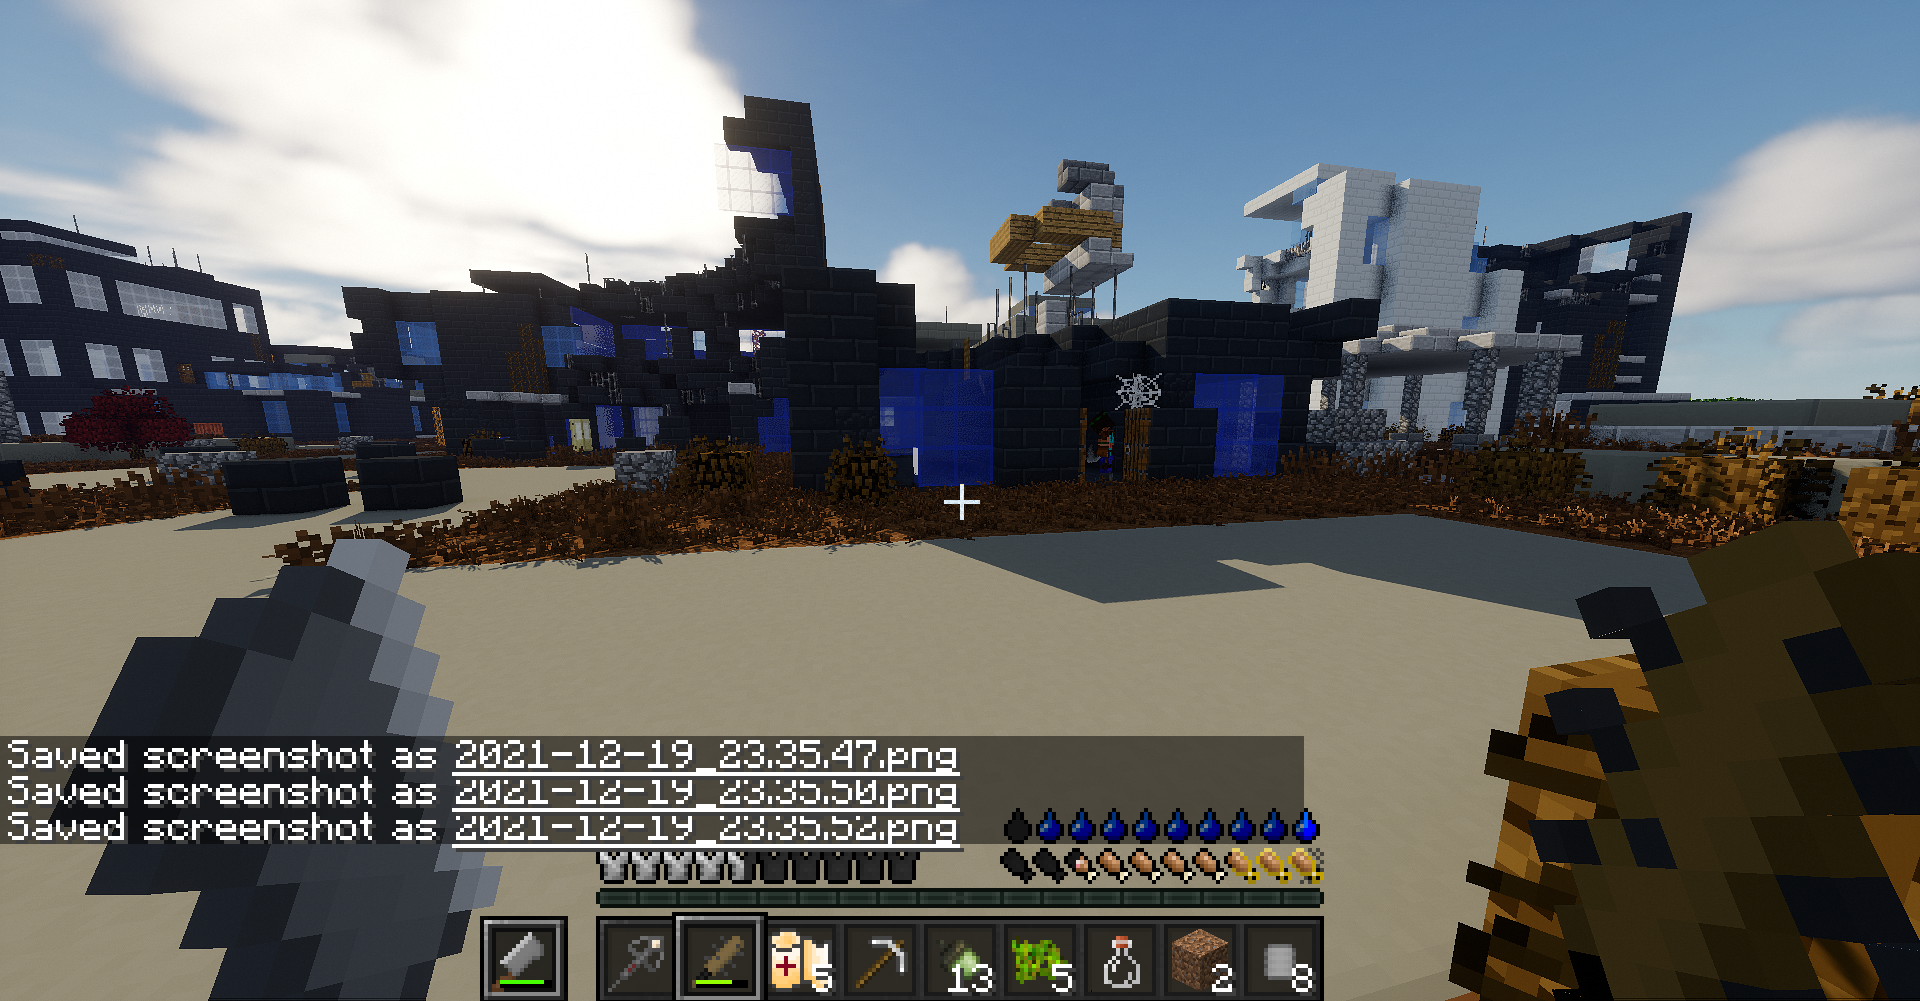 Saved screenshot as 2021-12-19_23.35.47.png
Saved screenshot as 2021-12-19_23.35.50.png
Saved screenshot as 2021-12-19_23.35.52.png
5 13 5 2 8